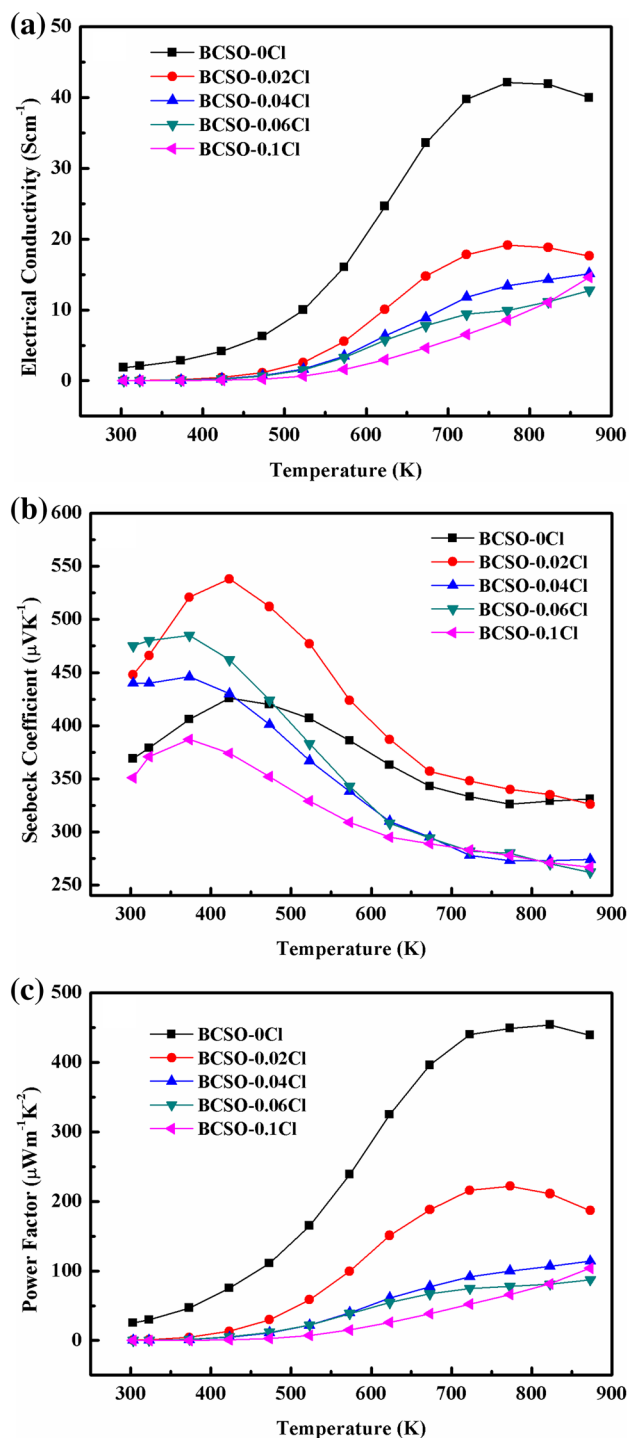 (a)
50
40
30
20
10
0
Electrical Conductivity (Scm⁻¹)
BCSO-0Cl
BCSO-0.02Cl
BCSO-0.04Cl
BCSO-0.06Cl
BCSO-0.1Cl
300 400 500 600 700 800 900
Temperature (K)
(b)
600
550
500
450
400
350
300
250
Seebeck Coefficient (μVK⁻¹)
BCSO-0Cl
BCSO-0.02Cl
BCSO-0.04Cl
BCSO-0.06Cl
BCSO-0.1Cl
300 400 500 600 700 800 900
Temperature (K)
(c)
500
400
300
200
100
0
Power Factor (μWm⁻¹K⁻²)
BCSO-0Cl
BCSO-0.02Cl
BCSO-0.04Cl
BCSO-0.06Cl
BCSO-0.1Cl
300 400 500 600 700 800 900
Temperature (K)